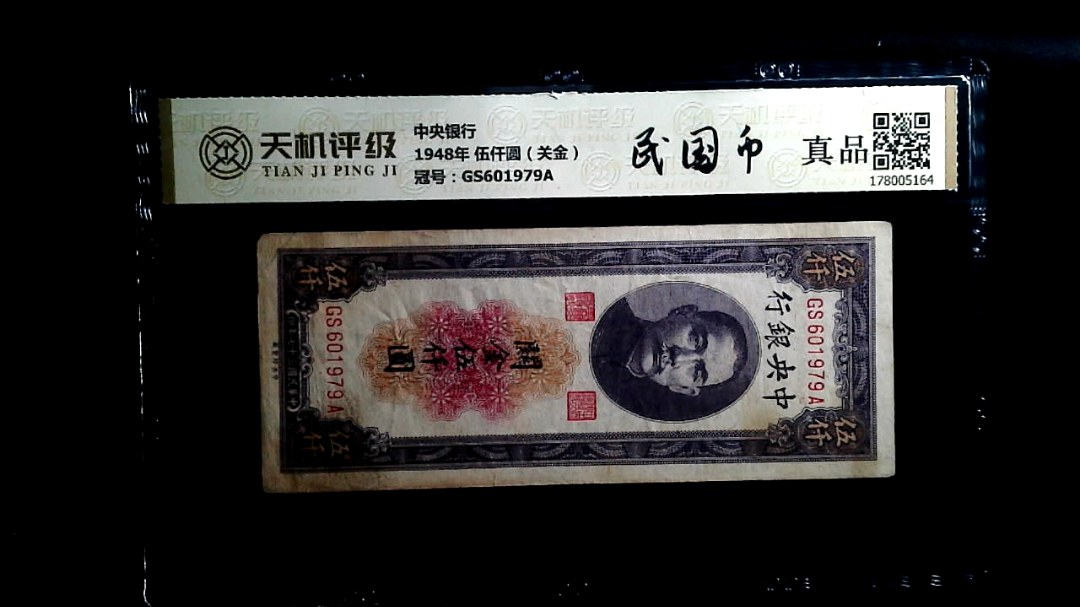 天机评级
TIAN JI PING JI
中央银行
1948年 伍仟圆（关金）
冠号：GS601979A
民国币
真品
178005164
中央銀行
GS601979A
伍仟
伍仟
關金伍仟圓
GS601979A
伍仟
伍仟